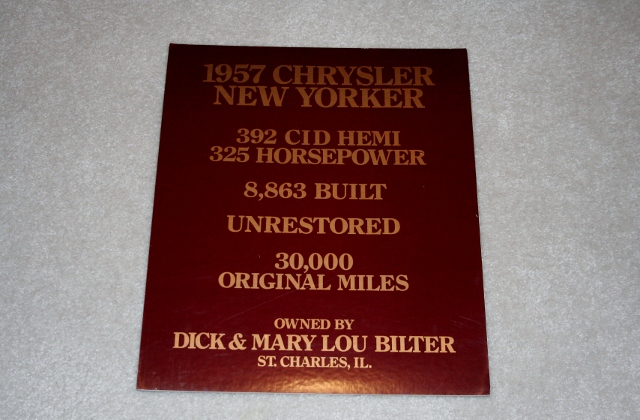 1957 CHRYSLER
NEW YORKER
392 CID HEMI
325 HORSEPOWER
8,863 BUILT
UNRESTORED
30,000
ORIGINAL MILES
OWNED BY
DICK & MARY LOU BILTER
ST. CHARLES, IL.